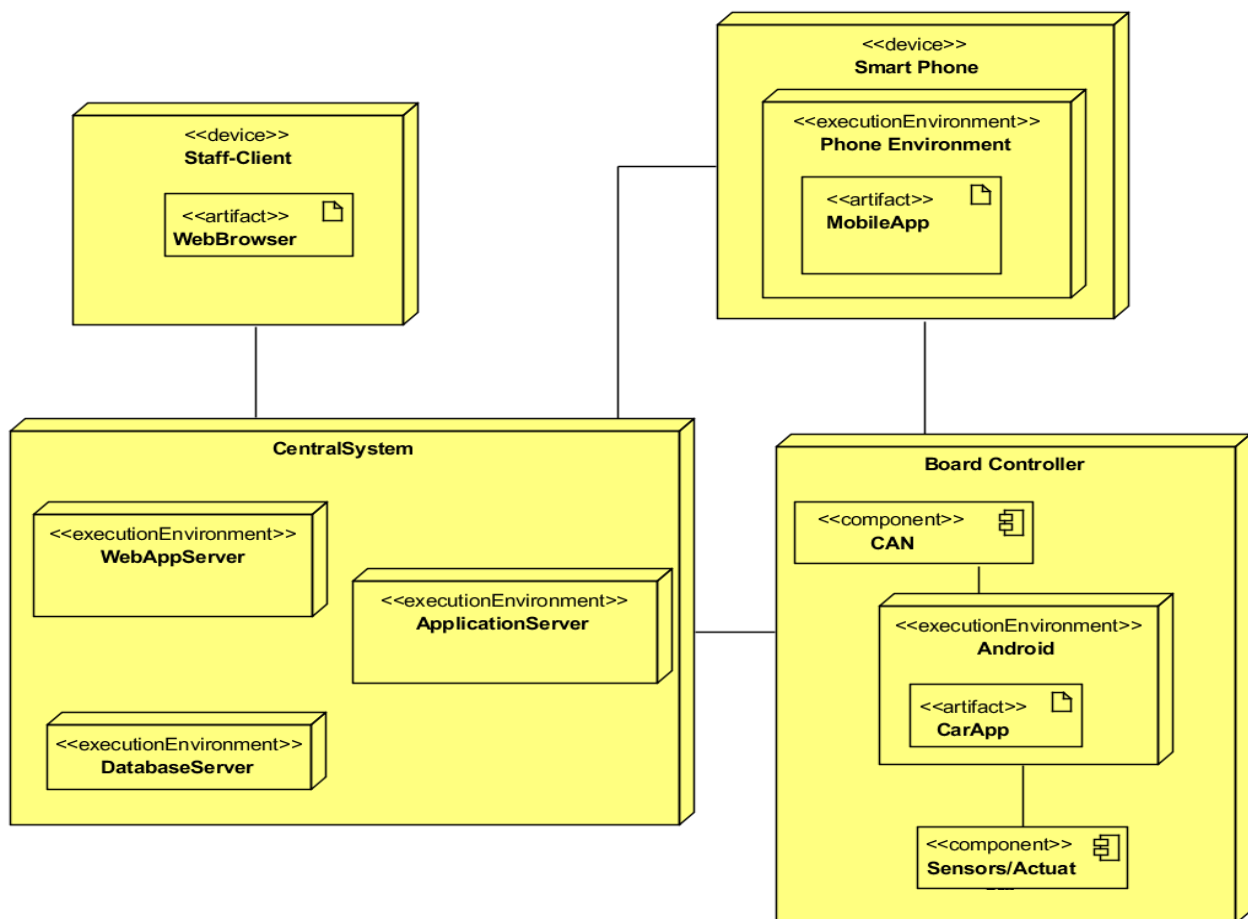 <<device>>
Staff-Client
<<artifact>>
WebBrowser
<<device>>
Smart Phone
<<executionEnvironment>>
Phone Environment
<<artifact>>
MobileApp
CentralSystem
<<executionEnvironment>>
WebAppServer
<<executionEnvironment>>
ApplicationServer
<<executionEnvironment>>
DatabaseServer
Board Controller
<<component>>
CAN
<<executionEnvironment>>
Android
<<artifact>>
CarApp
<<component>>
Sensors/Actuat